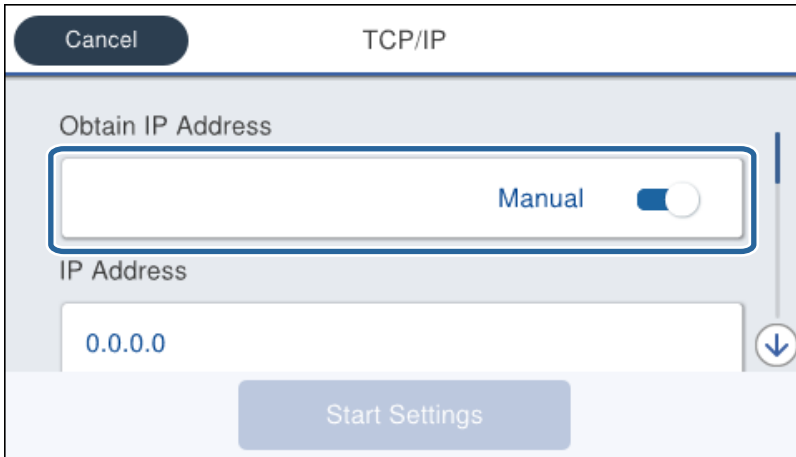 Cancel
TCP/IP
Obtain IP Address
Manual
IP Address
0.0.0.0
Start Settings